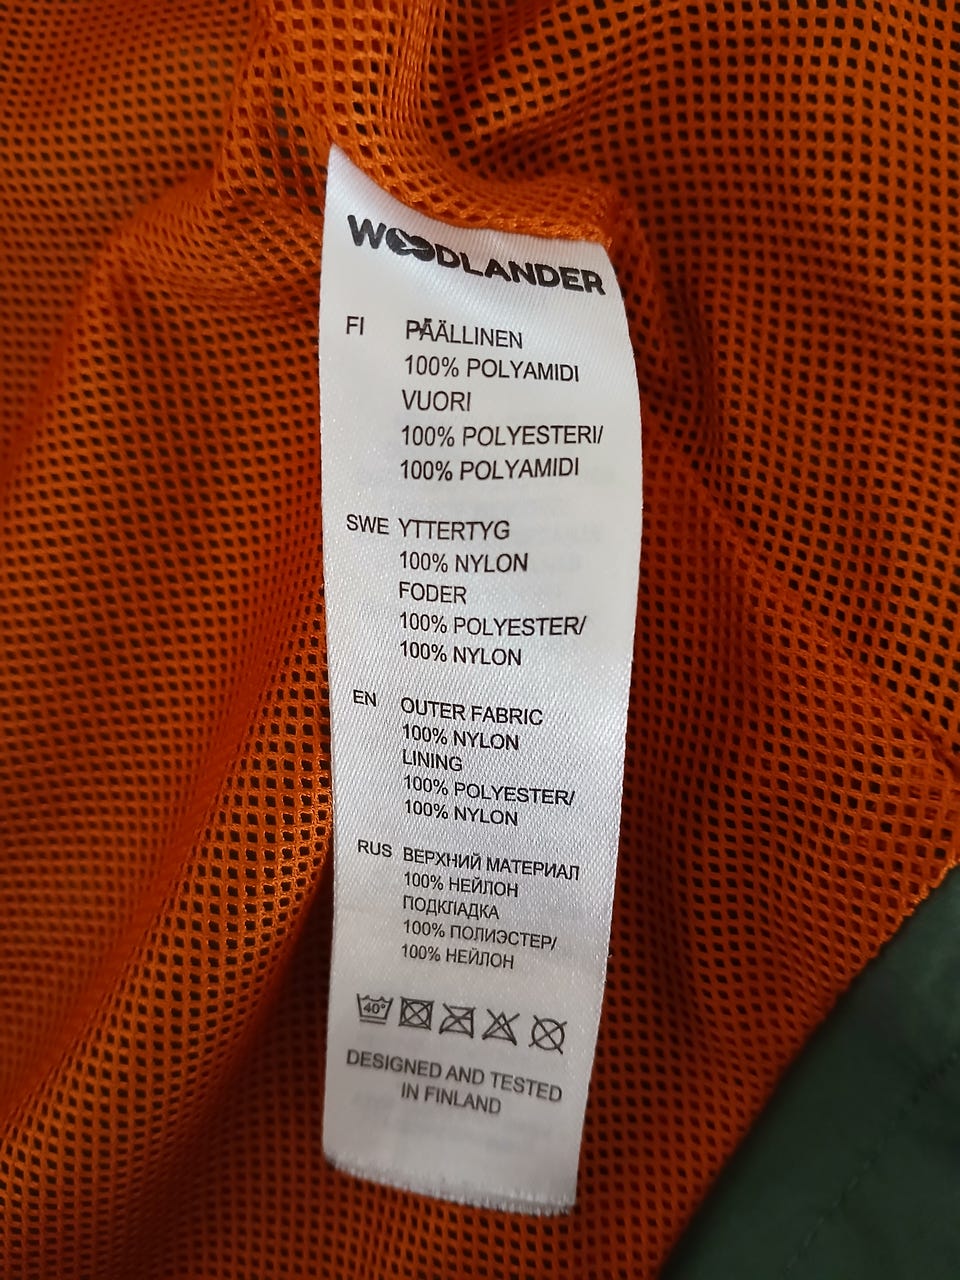 WOODLANDER
FI PÄÄLLINEN
100% POLYAMIDI
VUORI
100% POLYESTERI/
100% POLYAMIDI
SWE YTTERTYG
100% NYLON
FODER
100% POLYESTER/
100% NYLON
EN OUTER FABRIC
100% NYLON
LINING
100% POLYESTER/
100% NYLON
RUS ВЕРХНИЙ МАТЕРИАЛ
100% НЕЙЛОН
ПОДКЛАДКА
100% ПОЛИЭСТЕР/
100% НЕЙЛОН
40°
DESIGNED AND TESTED
IN FINLAND